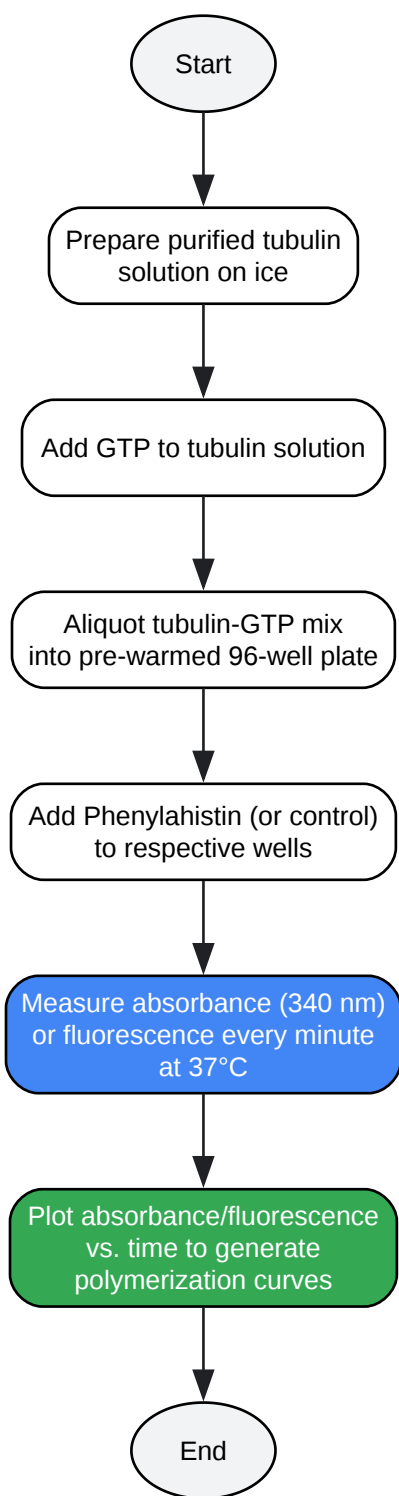 Start
Prepare purified tubulin
solution on ice
Add GTP to tubulin solution
Aliquot tubulin-GTP mix
into pre-warmed 96-well plate
Add Phenylahistin (or control)
to respective wells
Measure absorbance (340 nm)
or fluorescence every minute
at 37°C
Plot absorbance/fluorescence
vs. time to generate
polymerization curves
End